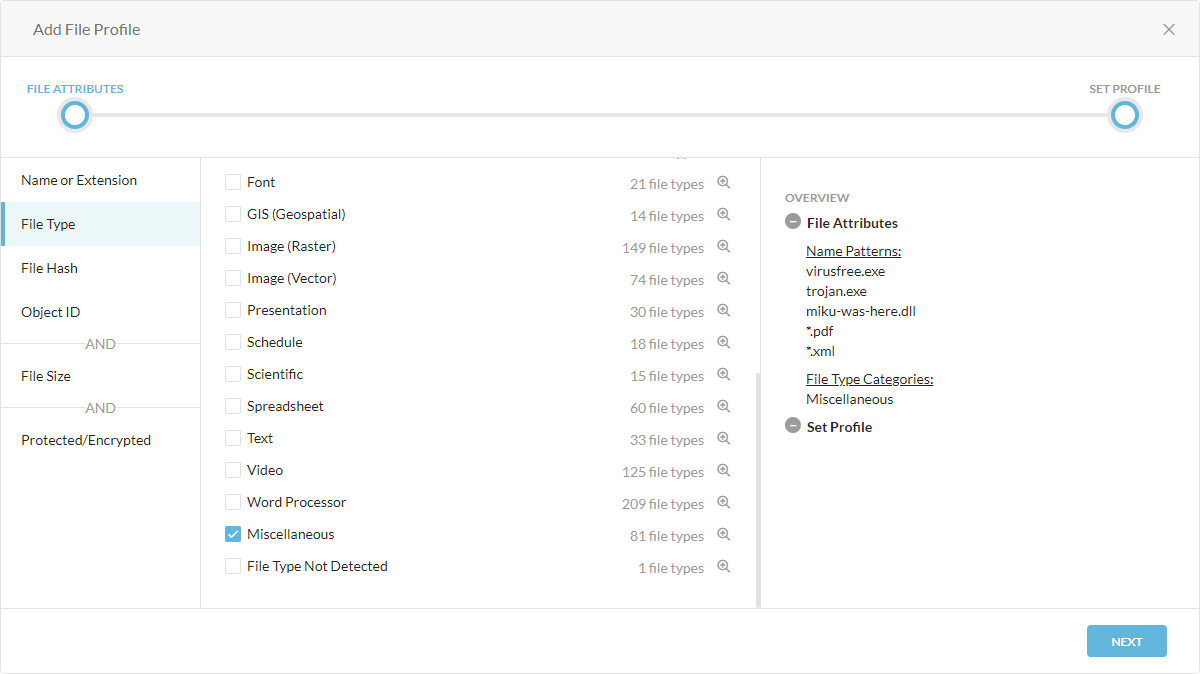 Add File Profile
FILE ATTRIBUTES
SET PROFILE
Name or Extension
File Type
File Hash
Object ID
AND
File Size
AND
Protected/Encrypted
Font 21 file types
GIS (Geospatial) 14 file types
Image (Raster) 149 file types
Image (Vector) 74 file types
Presentation 30 file types
Schedule 18 file types
Scientific 15 file types
Spreadsheet 60 file types
Text 33 file types
Video 125 file types
Word Processor 209 file types
Miscellaneous 81 file types
File Type Not Detected 1 file types
OVERVIEW
File Attributes
Name Patterns:
virusfree.exe
trojan.exe
miku-was-here.dll
*.pdf
*.xml
File Type Categories:
Miscellaneous
Set Profile
NEXT